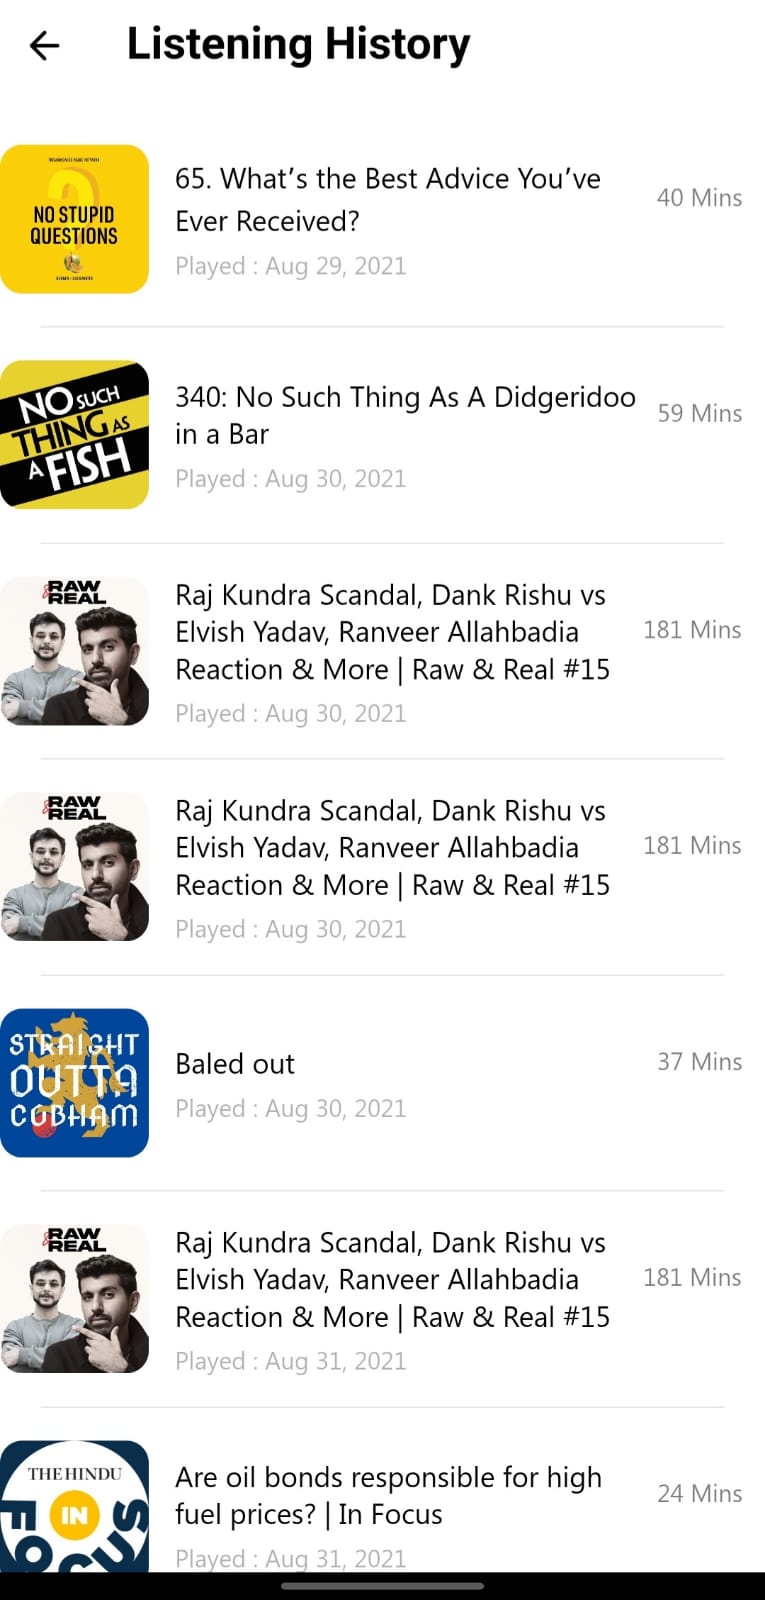 Listening History
NO STUPID
QUESTIONS
65. What's the Best Advice You've
Ever Received?
Played : Aug 29, 2021
40 Mins
NO SUCH
THING AS
A FISH
340: No Such Thing As A Didgeridoo
in a Bar
Played : Aug 30, 2021
59 Mins
RAW
&REAL
Raj Kundra Scandal, Dank Rishu vs
Elvish Yadav, Ranveer Allahbadia
Reaction & More | Raw & Real #15
Played : Aug 30, 2021
181 Mins
RAW
&REAL
Raj Kundra Scandal, Dank Rishu vs
Elvish Yadav, Ranveer Allahbadia
Reaction & More | Raw & Real #15
Played : Aug 30, 2021
181 Mins
STRAIGHT
OUTTA
COBHAM
Baled out
Played : Aug 30, 2021
37 Mins
RAW
&REAL
Raj Kundra Scandal, Dank Rishu vs
Elvish Yadav, Ranveer Allahbadia
Reaction & More | Raw & Real #15
Played : Aug 31, 2021
181 Mins
THE HINDU
IN
FOCUS
Are oil bonds responsible for high
fuel prices? | In Focus
Played : Aug 31, 2021
24 Mins